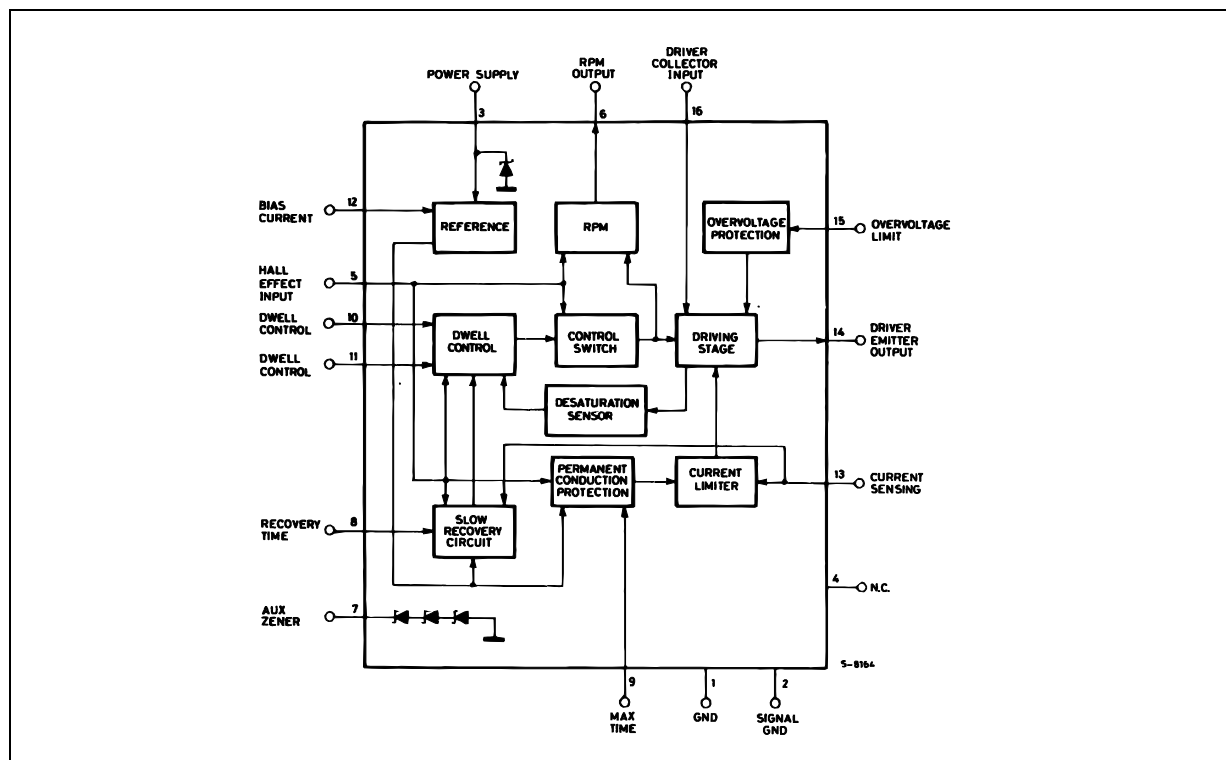 DRIVER
COLLECTOR
INPUT
RPM
OUTPUT
POWER SUPPLY
3
6
16
BIAS
CURRENT
12
REFERENCE
RPM
OVERVOLTAGE
PROTECTION
15
OVERVOLTAGE
LIMIT
HALL
EFFECT
INPUT
5
DWELL
CONTROL
10
DWELL
CONTROL
CONTROL
SWITCH
DRIVING
STAGE
14
DRIVER
EMITTER
OUTPUT
DWELL
CONTROL
11
DESATURATION
SENSOR
PERMANENT
CONDUCTION
PROTECTION
CURRENT
LIMITER
13
CURRENT
SENSING
RECOVERY
TIME
8
SLOW
RECOVERY
CIRCUIT
4
N.C.
AUX
ZENER
7
S-8164
9
1
2
MAX
TIME
GND
SIGNAL
GND